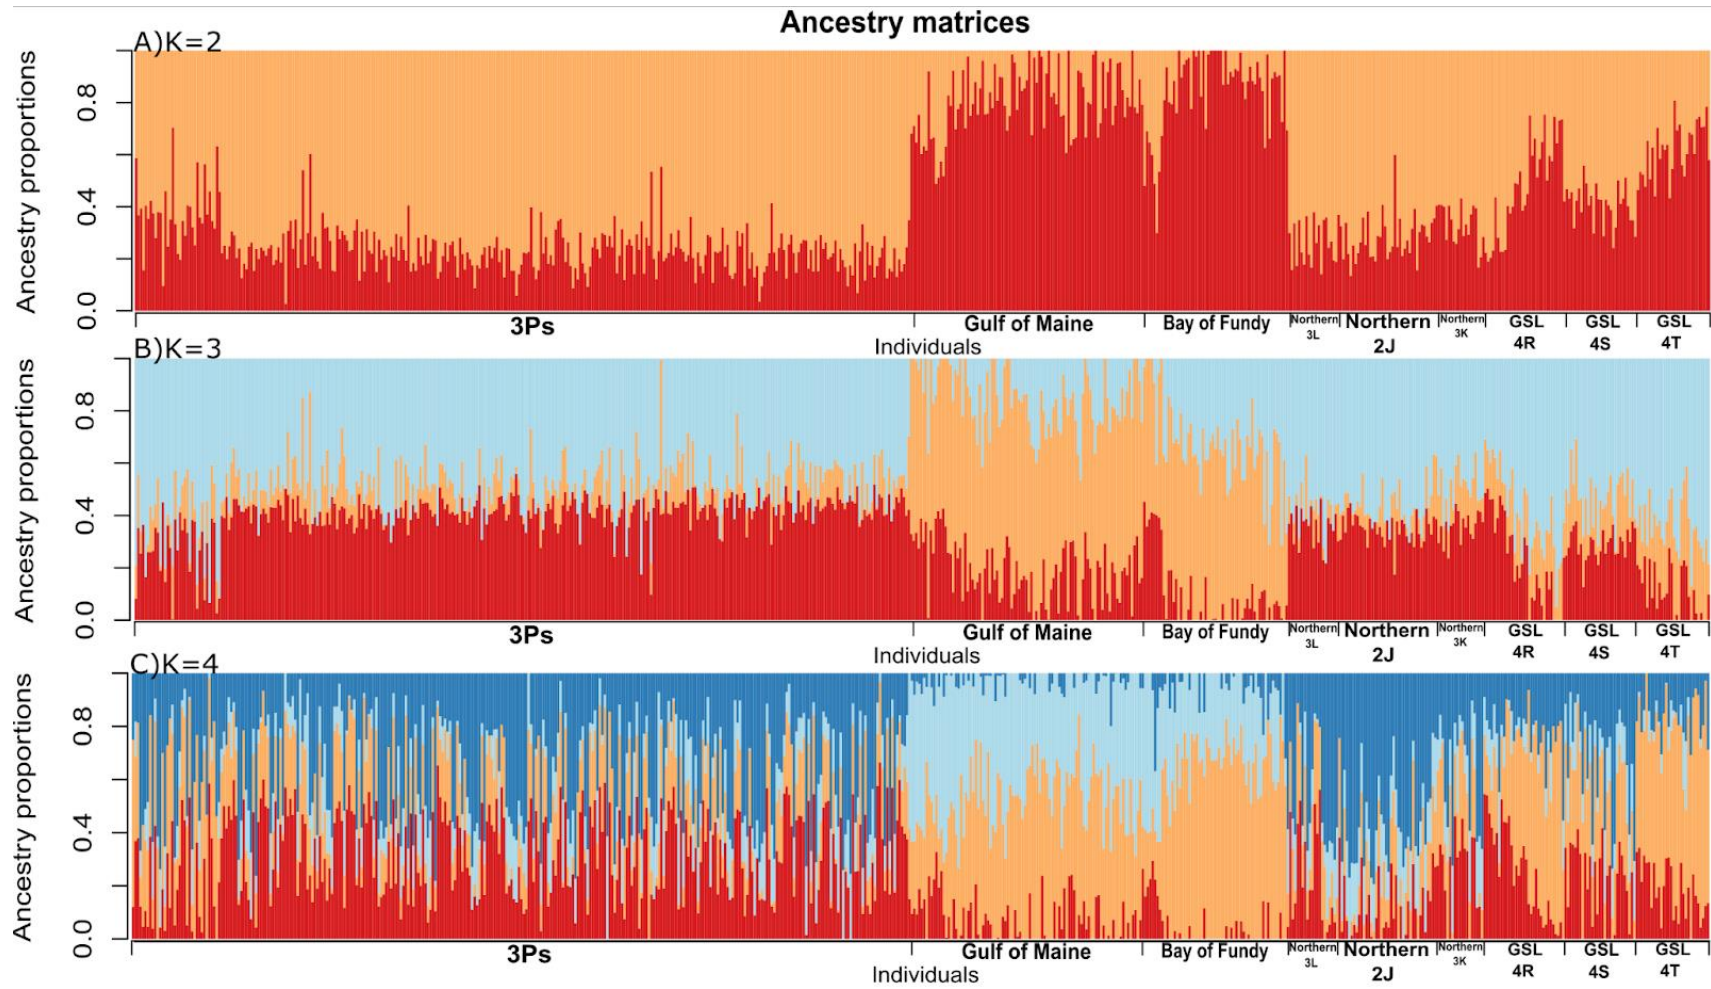 Ancestry matrices
A)K=2
Ancestry proportions
0.0 0.4 0.8
3Ps Gulf of Maine Bay of Fundy Northern 3L Northern 2J Northern 3K GSL 4R GSL 4S GSL 4T
Individuals
B)K=3
Ancestry proportions
0.0 0.4 0.8
3Ps Gulf of Maine Bay of Fundy Northern 3L Northern 2J Northern 3K GSL 4R GSL 4S GSL 4T
Individuals
C)K=4
Ancestry proportions
0.0 0.4 0.8
3Ps Gulf of Maine Bay of Fundy Northern 3L Northern 2J Northern 3K GSL 4R GSL 4S GSL 4T
Individuals